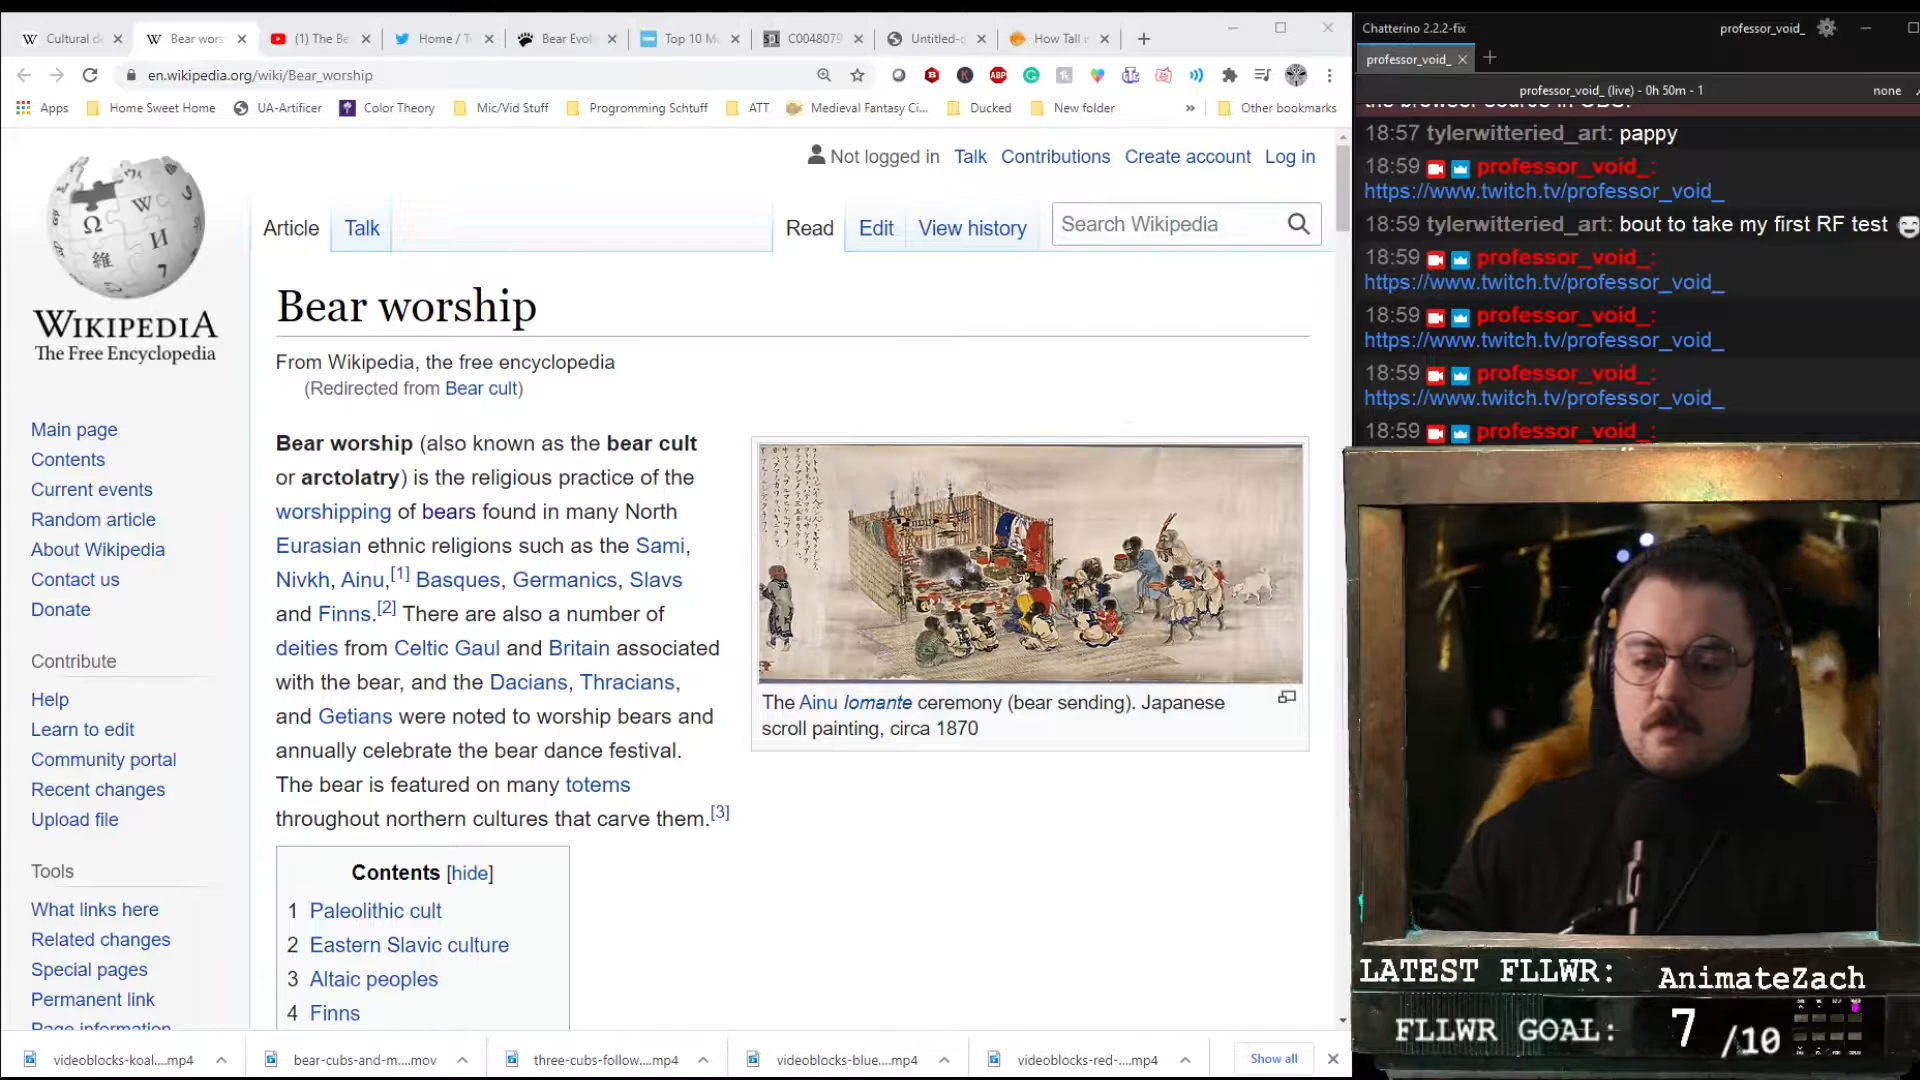 Cultural d
Bear wors
(1) The Be
Home / T
Bear Evol
Top 10 M
C0048079
Untitled-
How Tall
en.wikipedia.org/wiki/Bear_worship
ABP
Apps
Home Sweet Home
UA-Artificer
Color Theory
Mic/Vid Stuff
Programming Schtuff
ATT
Medieval Fantasy Ci...
Ducked
New folder
»
Other bookmarks
Not logged in Talk Contributions Create account Log in
Article Talk Read Edit View history Search Wikipedia
WIKIPEDIA
The Free Encyclopedia
Main page
Contents
Current events
Random article
About Wikipedia
Contact us
Donate
Contribute
Help
Learn to edit
Community portal
Recent changes
Upload file
Tools
What links here
Related changes
Special pages
Permanent link
Page information
Bear worship
From Wikipedia, the free encyclopedia
(Redirected from Bear cult)
Bear worship (also known as the bear cult
or arctolatry) is the religious practice of the
worshipping of bears found in many North
Eurasian ethnic religions such as the Sami,
Nivkh, Ainu,[1] Basques, Germanics, Slavs
and Finns.[2] There are also a number of
deities from Celtic Gaul and Britain associated
with the bear, and the Dacians, Thracians,
and Getians were noted to worship bears and
annually celebrate the bear dance festival.
The bear is featured on many totems
throughout northern cultures that carve them.[3]
The Ainu Iomante ceremony (bear sending). Japanese
scroll painting, circa 1870
Contents [hide]
1 Paleolithic cult
2 Eastern Slavic culture
3 Altaic peoples
4 Finns
videoblocks-koal....mp4
bear-cubs-and-m....mov
three-cubs-follow....mp4
videoblocks-blue....mp4
videoblocks-red-....mp4
Show all
Chatterino 2.2.2-fix
professor_void_
professor_void_
professor_void_ (live) - 0h 50m - 1
none
the browser source in OBS.
18:57 tylerwitteried_art: pappy
18:59 professor_void_:
https://www.twitch.tv/professor_void_
18:59 tylerwitteried_art: bout to take my first RF test
18:59 professor_void_:
https://www.twitch.tv/professor_void_
18:59 professor_void_:
https://www.twitch.tv/professor_void_
18:59 professor_void_:
https://www.twitch.tv/professor_void_
18:59 professor_void_:
LATEST FLLWR: AnimateZach
FLLWR GOAL: 7 /10